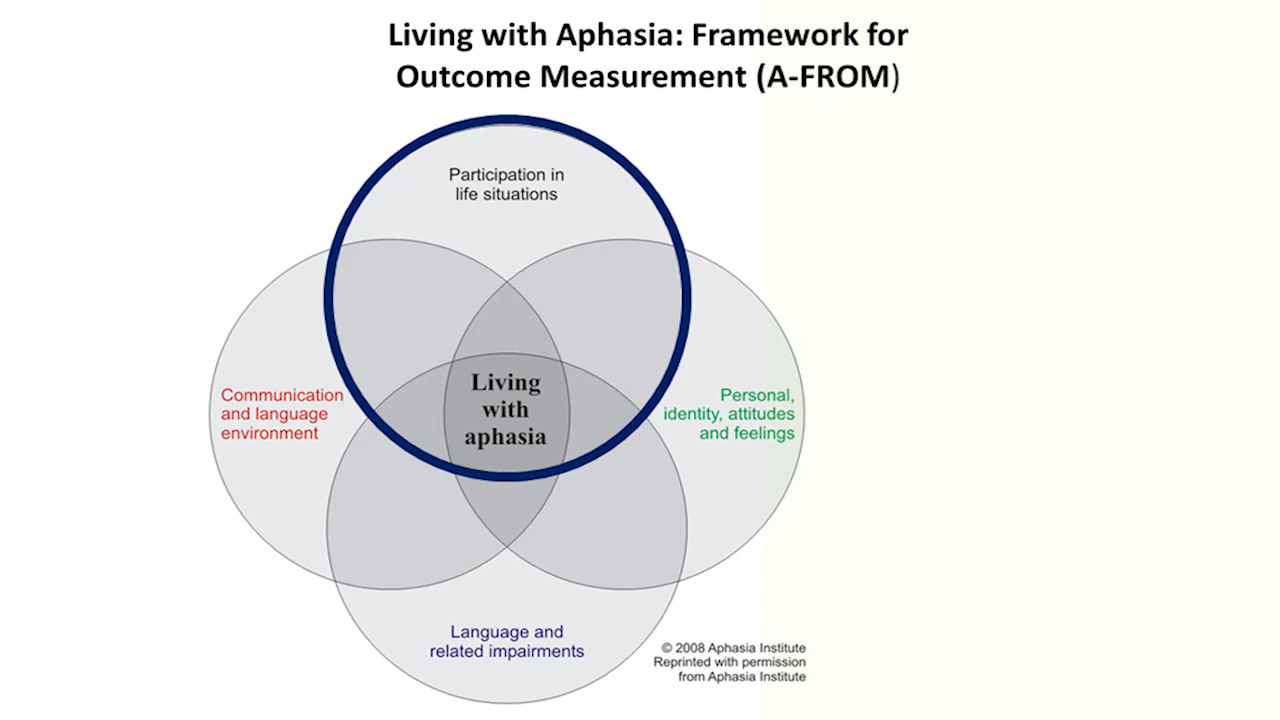 Living with Aphasia: Framework for
Outcome Measurement (A-FROM)
Participation in
life situations
Communication
and language
environment
Living
with
aphasia
Personal,
identity, attitudes
and feelings
Language and
related impairments
© 2008 Aphasia Institute
Reprinted with permission
from Aphasia Institute